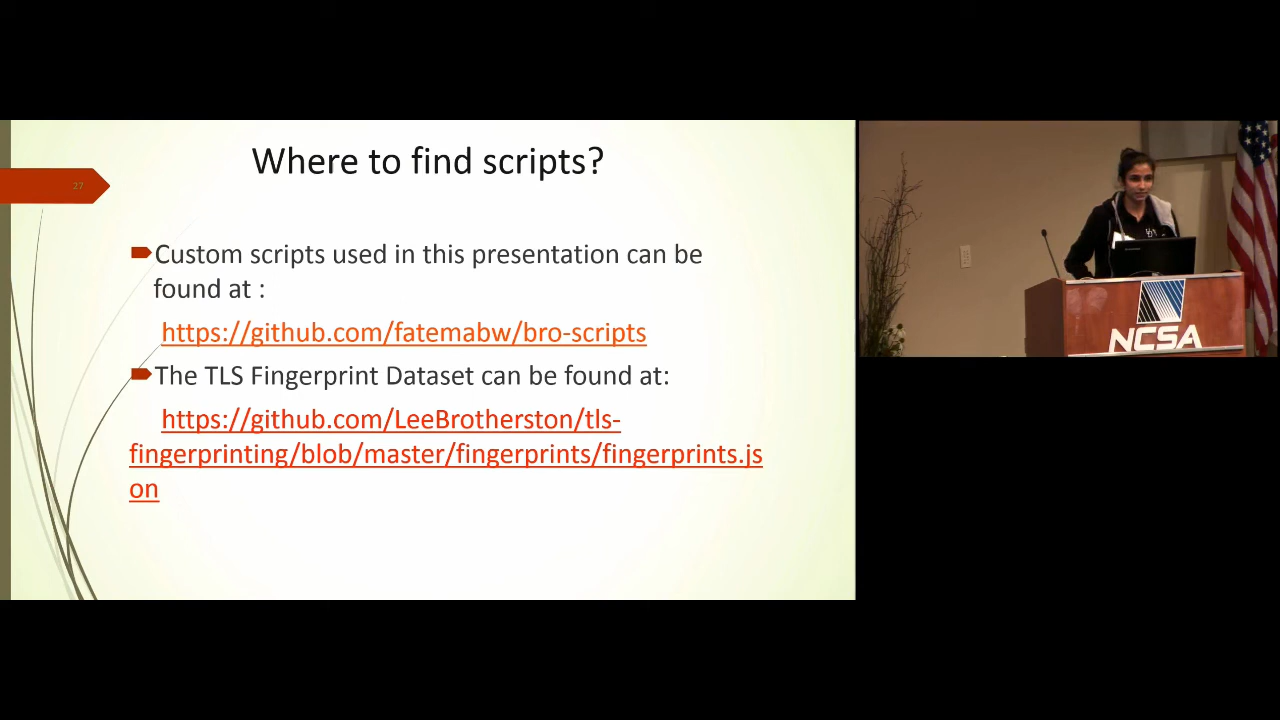 Where to find scripts?
27
Custom scripts used in this presentation can be
found at :
https://github.com/fatemabw/bro-scripts
The TLS Fingerprint Dataset can be found at:
https://github.com/LeeBrotherston/tls-
fingerprinting/blob/master/fingerprints/fingerprints.js
on
NCSA